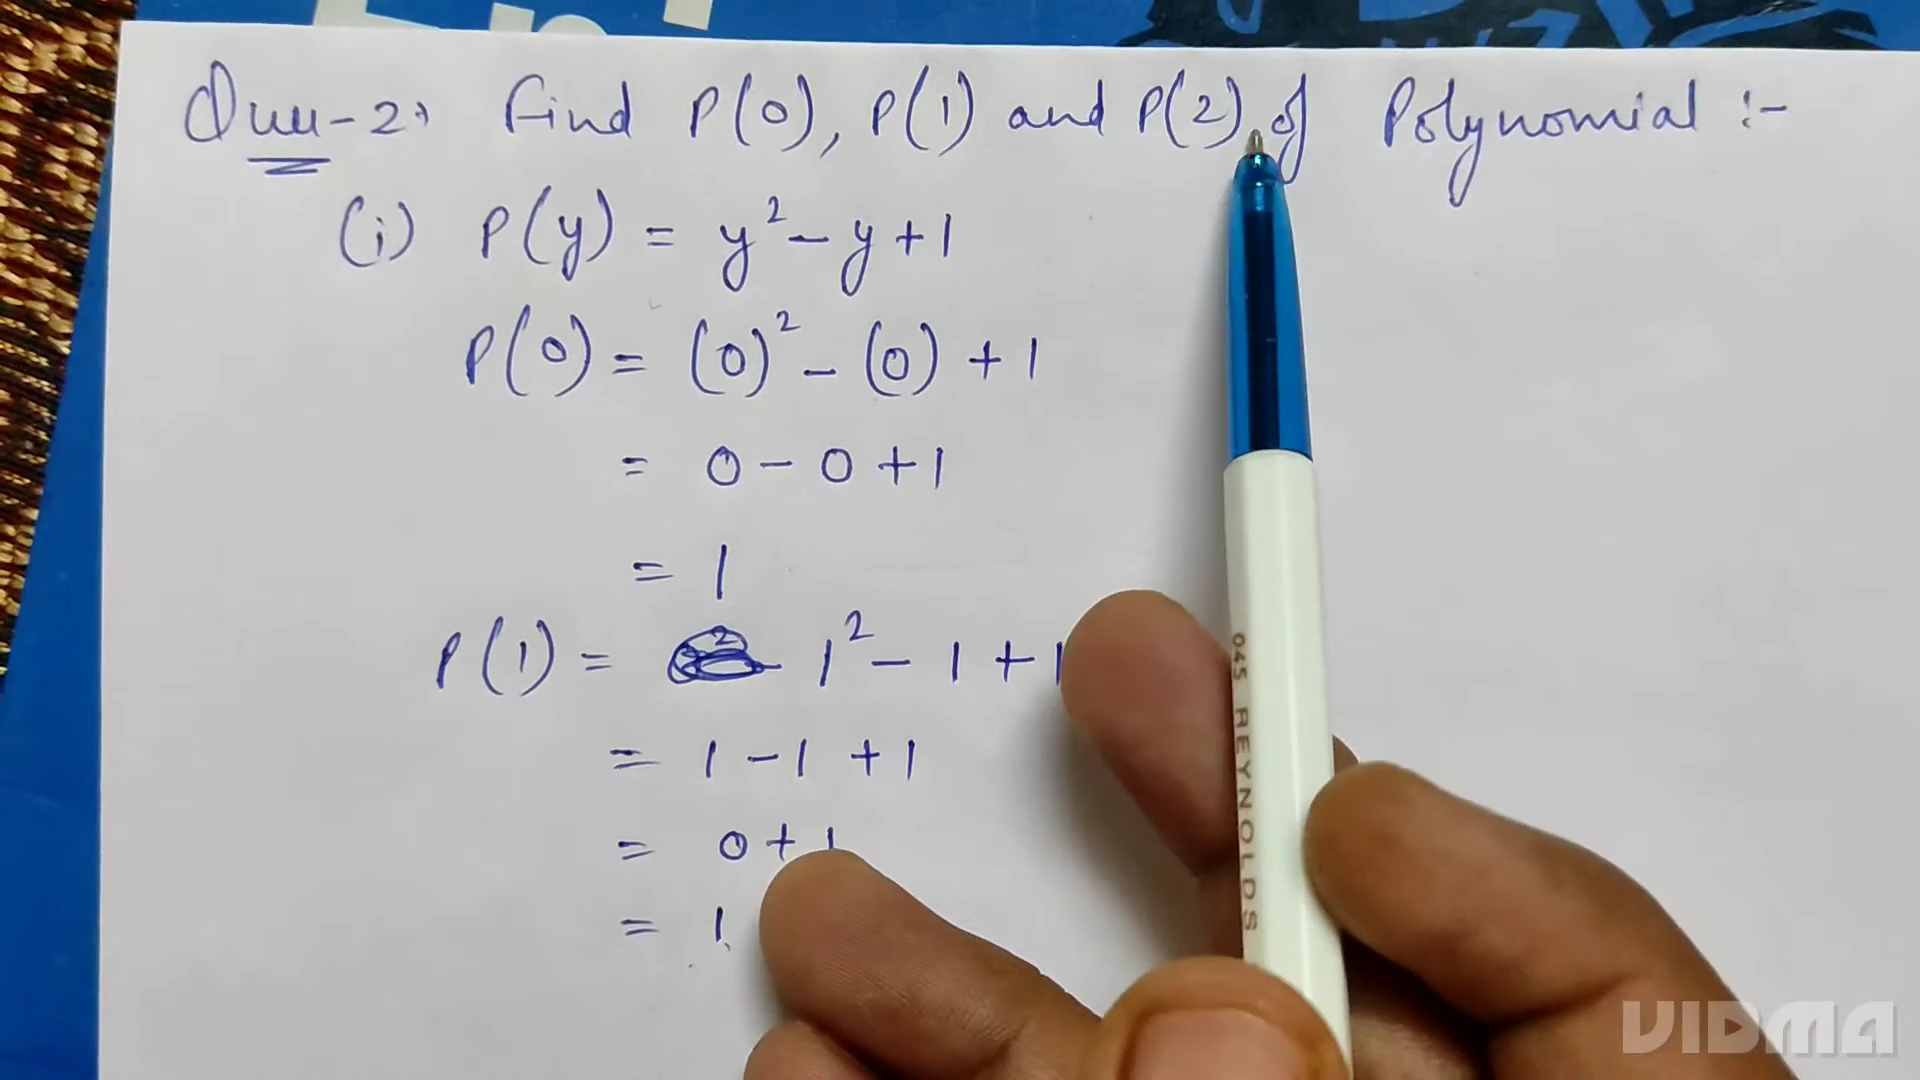 Quu-2. Find P(0), P(1) and P(2) of Polynomial :-
(i) P(y) = y² - y + 1
P(0) = (0)² - (0) + 1
= 0 - 0 + 1
= 1
P(1) = 1² - 1 + 1
= 1 - 1 + 1
= 0 + 1
= 1
045 REYNOLDS
VIDMA